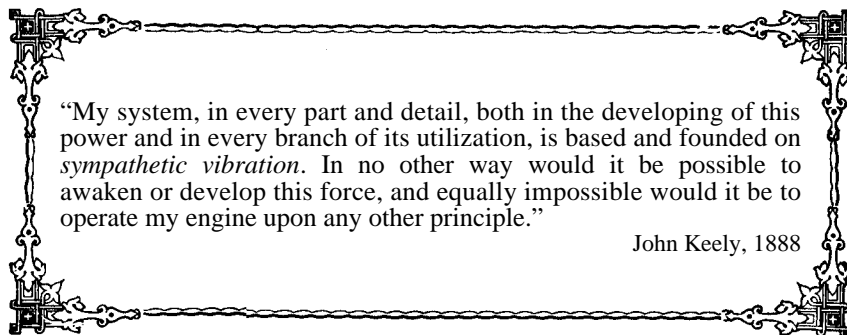 “My system, in every part and detail, both in the developing of this
power and in every branch of its utilization, is based and founded on
sympathetic vibration. In no other way would it be possible to
awaken or develop this force, and equally impossible would it be to
operate my engine upon any other principle.”
John Keely, 1888